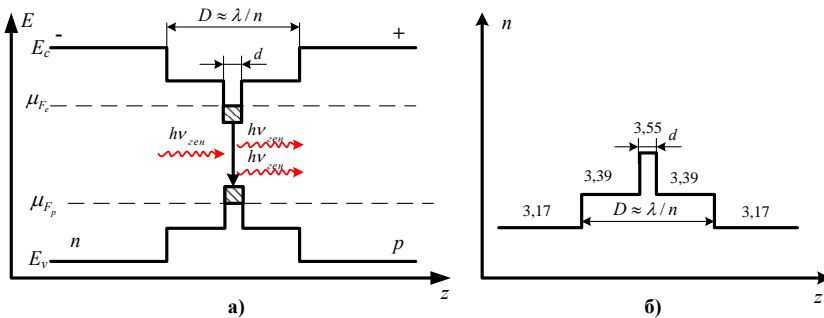 E
D ≈ λ/n
E_c
-
+
d
μ_{F_e}
hν_{ген}
hν_{ген}
hν_{ген}
μ_{F_p}
n
p
E_v
z
а)
n
3,55
d
3,39
3,39
3,17
D ≈ λ/n
3,17
z
б)